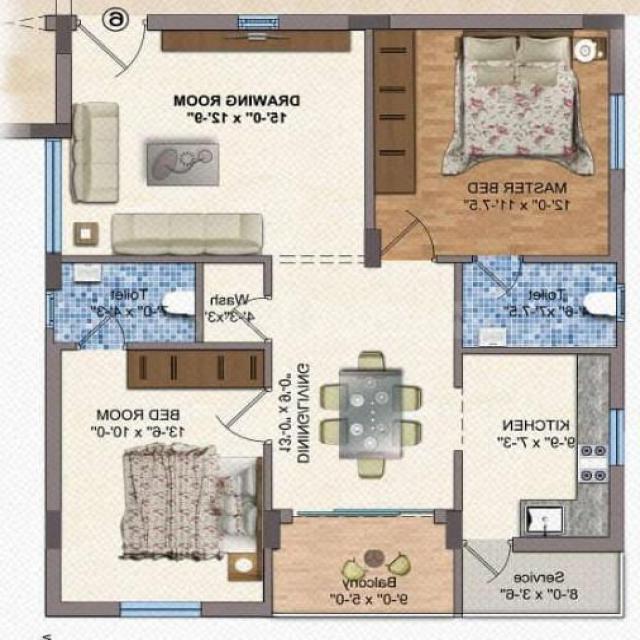 6
DRAWING ROOM
15'-0" x 12'-9"
MASTER BED
12'-0" x 11'-7.5"
Toilet
7'-0" x 4'-3"
Wash
4'-3"x3'
Toilet
4'-6"x7'-7.5"
DINING/LIVING
13'-0" x 9'-0"
BED ROOM
13'-6" x 10'-0"
KITCHEN
9'-9" x 7'-3"
Balcony
9'-0" x 5'-0"
Service
8'-0" x 3'-6"